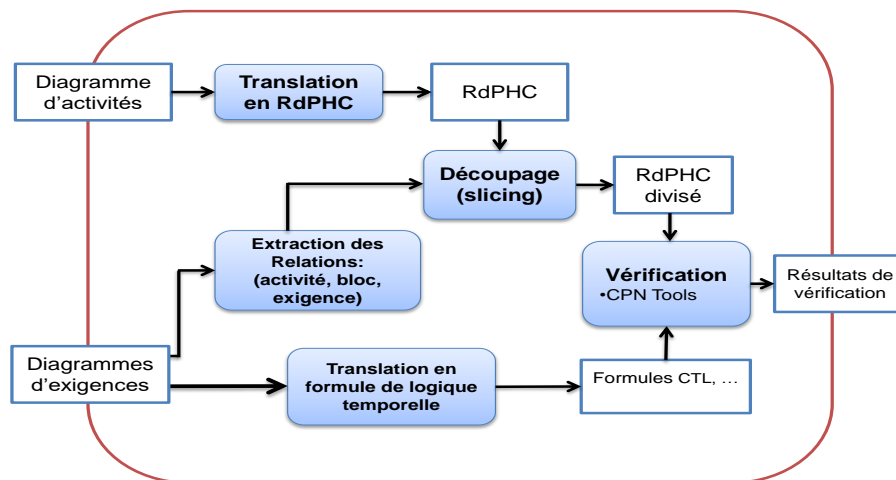 Diagramme
d'activités
Translation
en RdPHC
RdPHC
Découpage
(slicing)
RdPHC
divisé
Extraction des
Relations:
(activité, bloc,
exigence)
Vérification
•CPN Tools
Résultats de
vérification
Diagrammes
d'exigences
Translation en
formule de logique
temporelle
Formules CTL, …